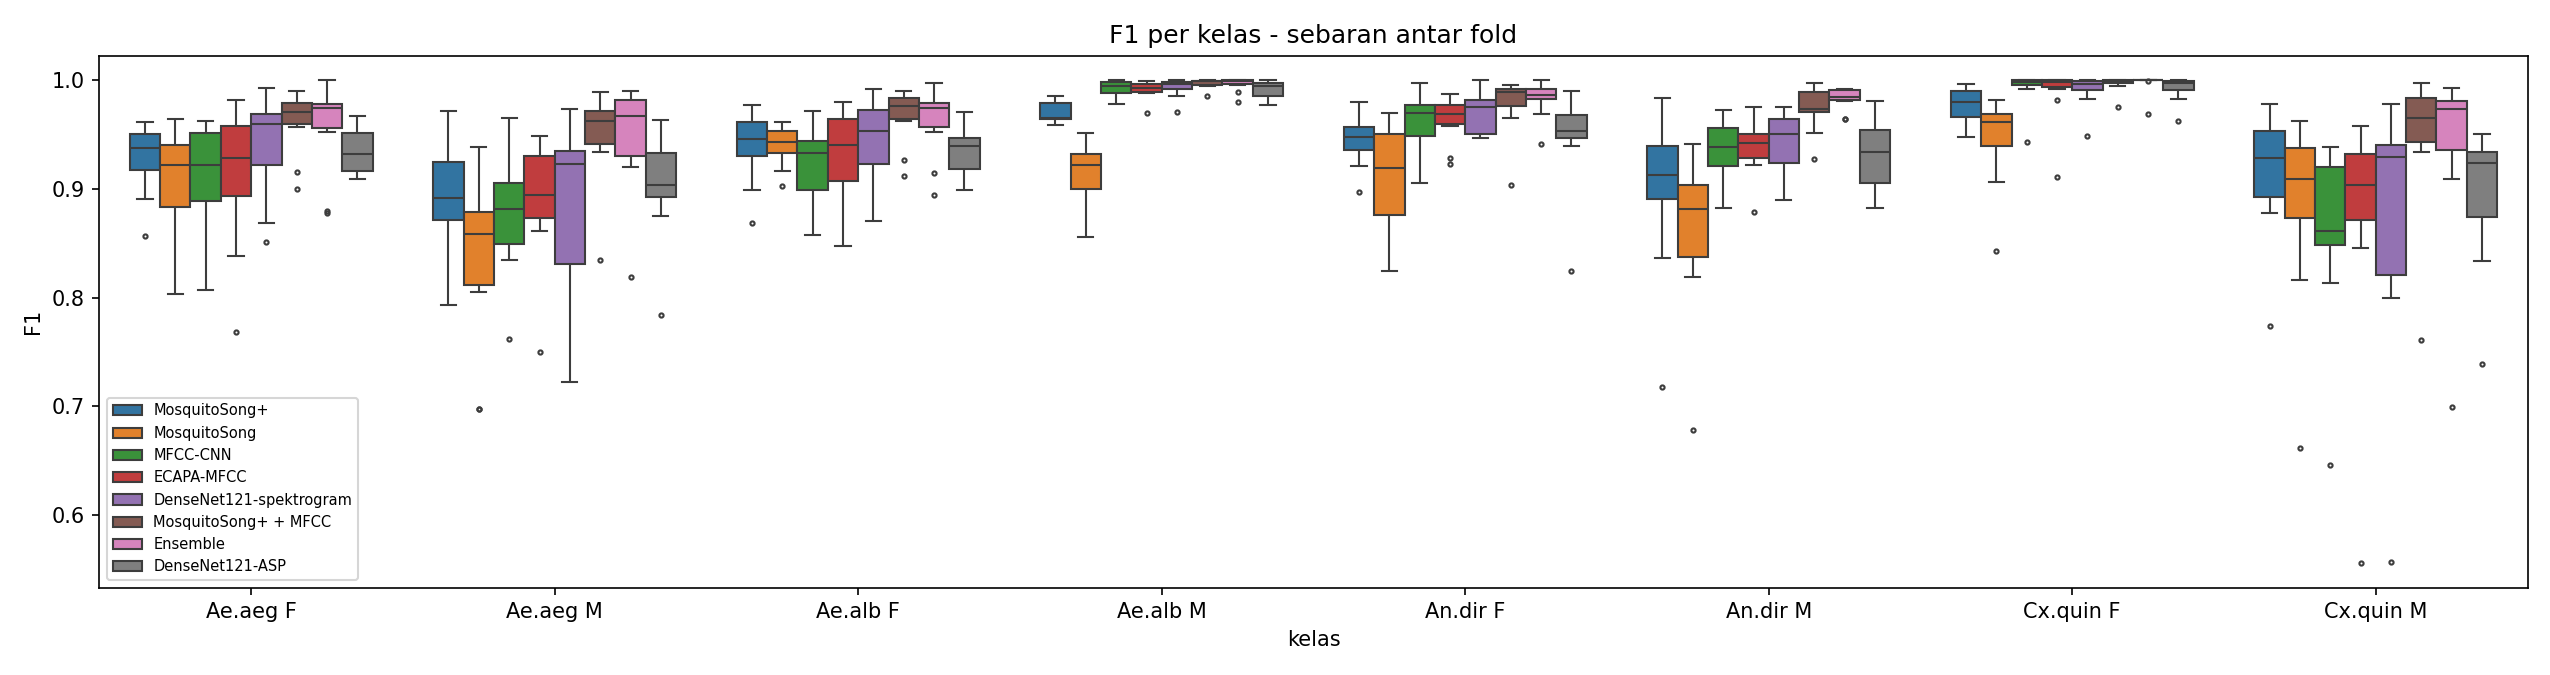 F1 per kelas - sebaran antar fold
1.0
0.9
0.8
0.7
0.6
F1
MosquitoSong+
MosquitoSong
MFCC-CNN
ECAPA-MFCC
DenseNet121-spektrogram
MosquitoSong+ + MFCC
Ensemble
DenseNet121-ASP
Ae.aeg F Ae.aeg M Ae.alb F Ae.alb M An.dir F An.dir M Cx.quin F Cx.quin M
kelas